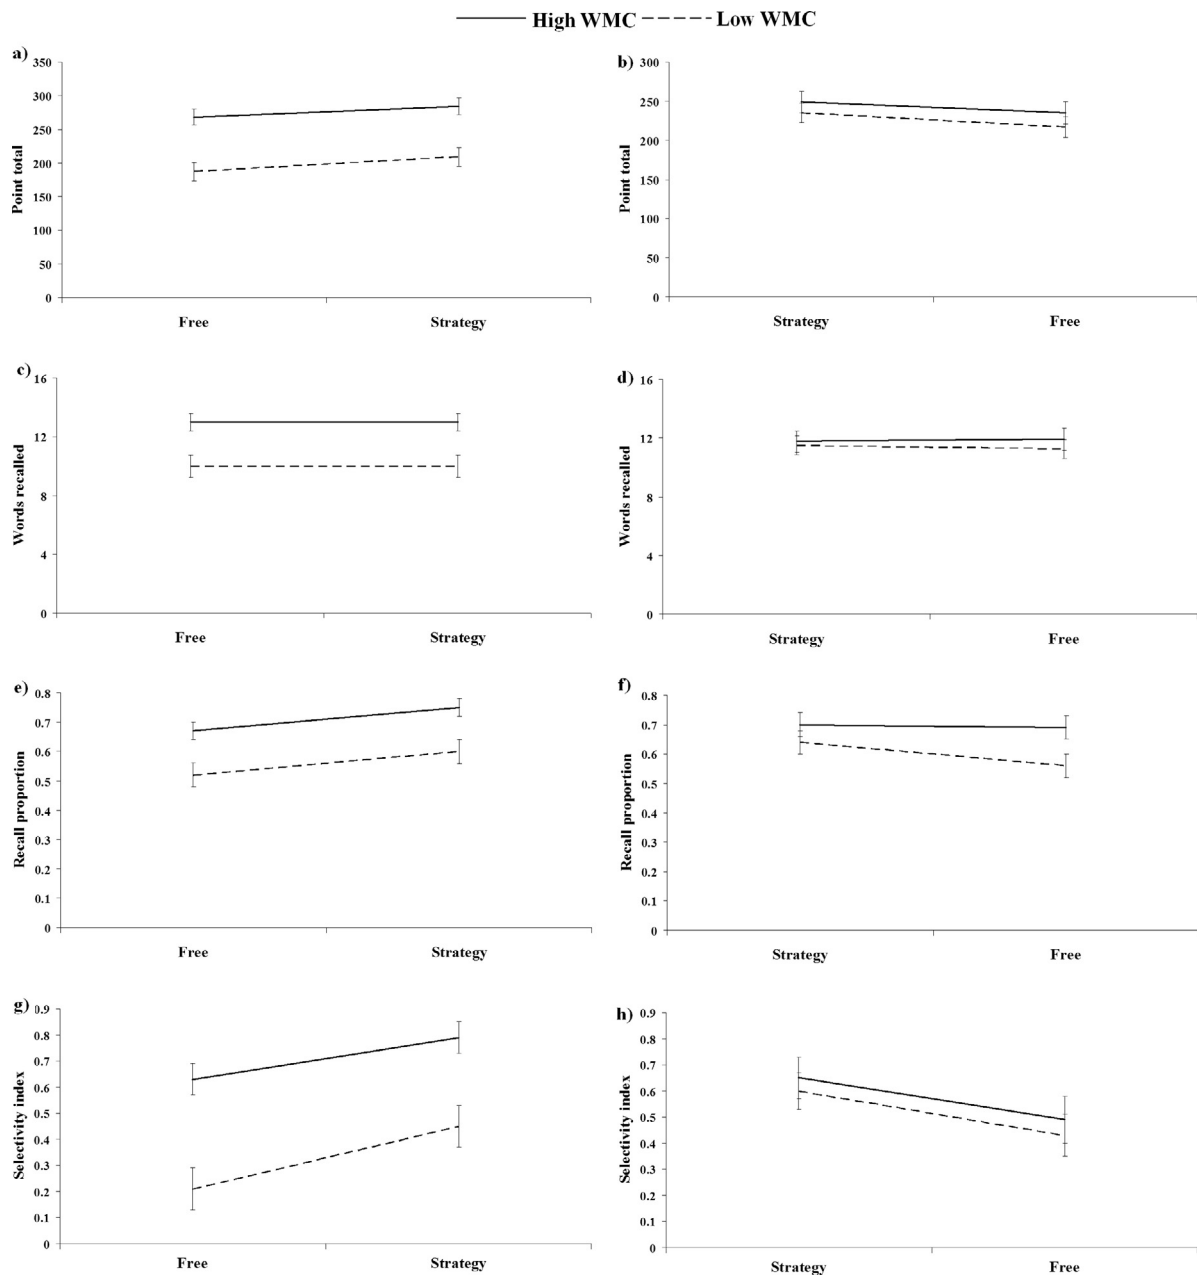 High WMC Low WMC
a)
350
300
250
200
150
100
50
0
Point total
Free Strategy
b)
300
250
200
150
100
50
0
Point total
Strategy Free
c)
16
12
8
4
0
Words recalled
Free Strategy
d)
16
12
8
4
0
Words recalled
Strategy Free
e)
0.8
0.7
0.6
0.5
0.4
0.3
0.2
0.1
0
Recall proportion
Free Strategy
f)
0.8
0.7
0.6
0.5
0.4
0.3
0.2
0.1
0
Recall proportion
Strategy Free
g)
0.9
0.8
0.7
0.6
0.5
0.4
0.3
0.2
0.1
0
Selectivity index
Free Strategy
h)
0.9
0.8
0.7
0.6
0.5
0.4
0.3
0.2
0.1
0
Selectivity index
Strategy Free